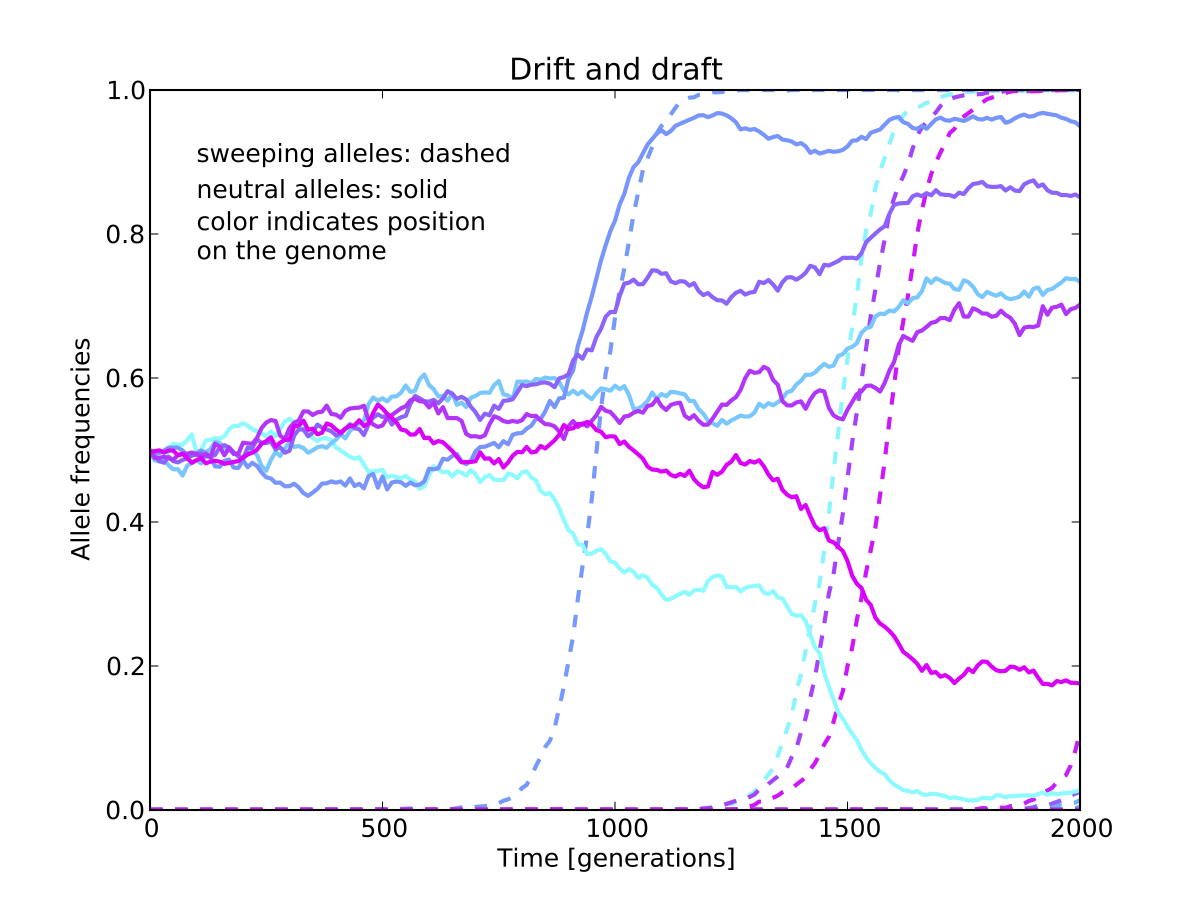 Drift and draft
1.0
sweeping alleles: dashed
neutral alleles: solid
color indicates position
on the genome
0.8
0.6
0.4
0.2
0.0
Allele frequencies
0
500
1000
1500
2000
Time [generations]